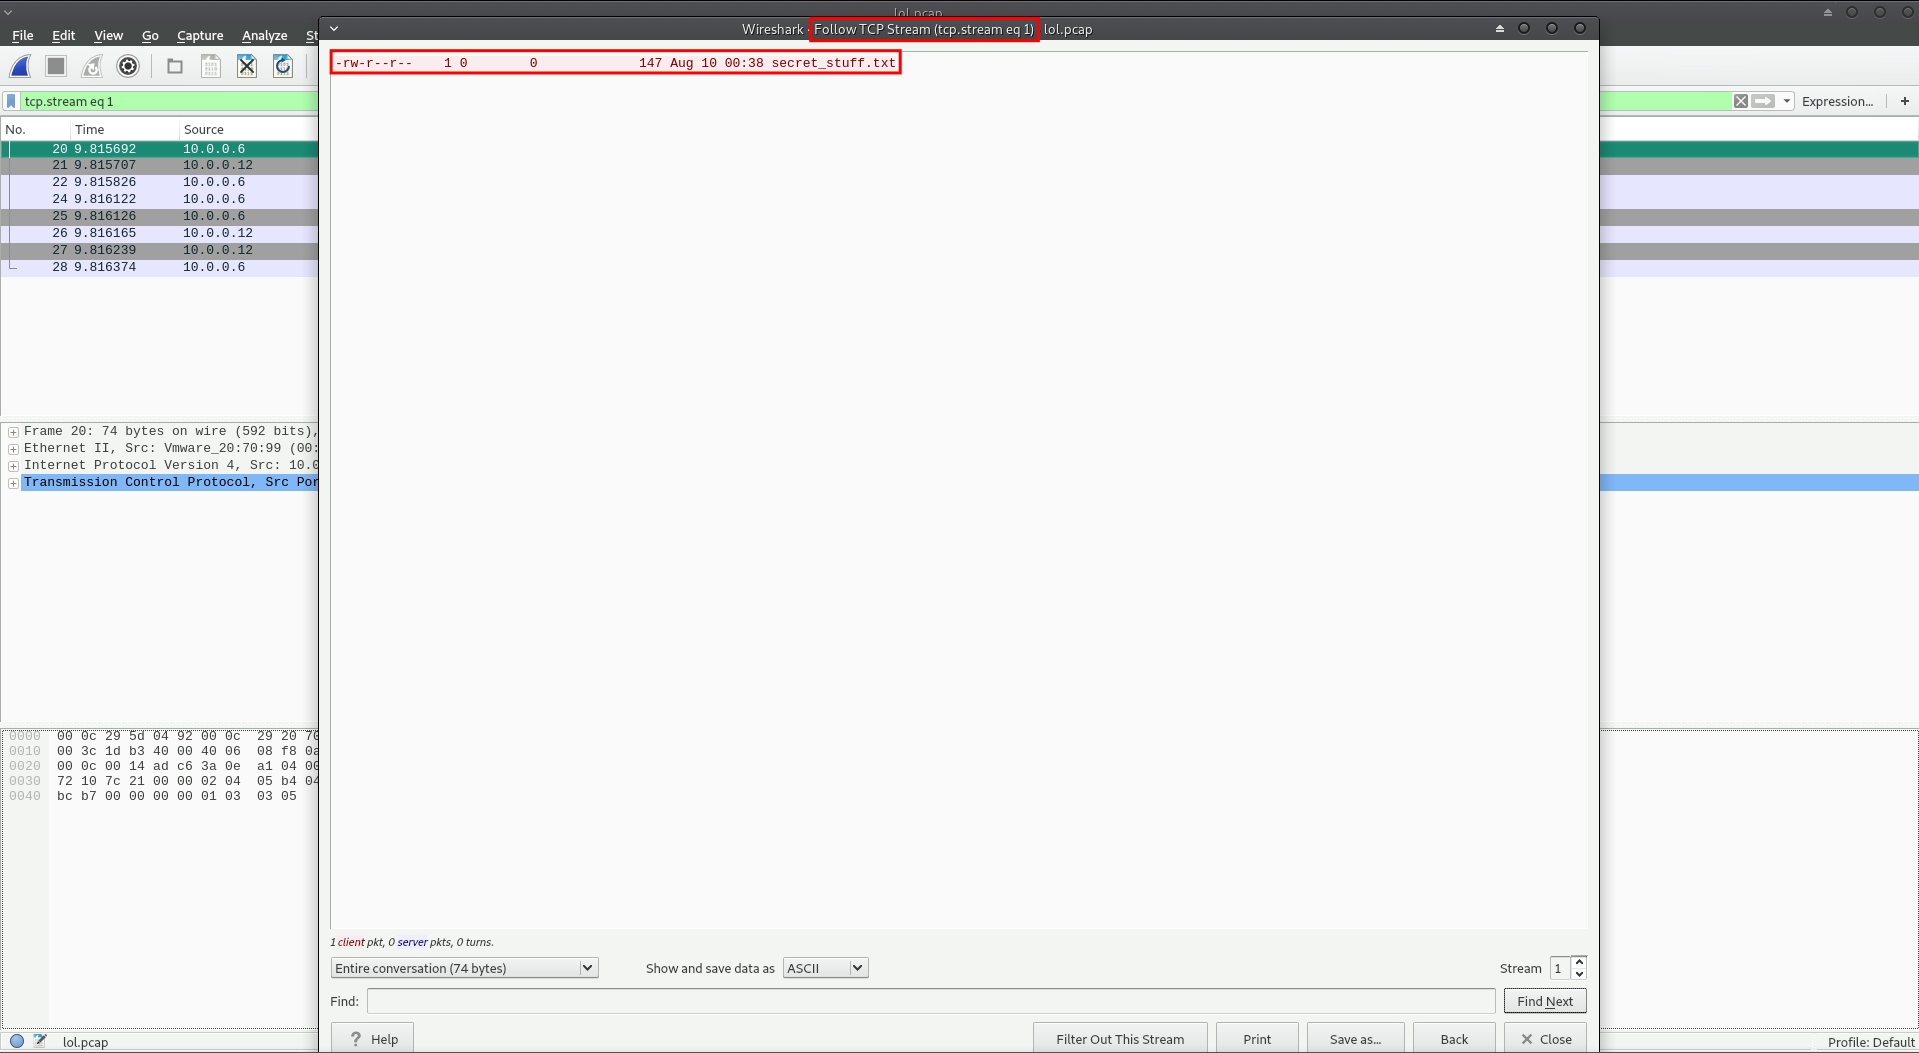 lol.pcap
Wireshark · Follow TCP Stream (tcp.stream eq 1) · lol.pcap
File Edit View Go Capture Analyze St
-rw-r--r--    1 0        0             147 Aug 10 00:38 secret_stuff.txt
tcp.stream eq 1
Expression… +
No. Time Source
20 9.815692 10.0.0.6
21 9.815707 10.0.0.12
22 9.815826 10.0.0.6
24 9.816122 10.0.0.6
25 9.816126 10.0.0.6
26 9.816165 10.0.0.12
27 9.816239 10.0.0.12
28 9.816374 10.0.0.6
Frame 20: 74 bytes on wire (592 bits),
Ethernet II, Src: Vmware_20:70:99 (00:
Internet Protocol Version 4, Src: 10.0
Transmission Control Protocol, Src Por
0000 00 0c 29 5d 04 92 00 0c 29 20 70
0010 00 3c 1d b3 40 00 40 06 08 f8 0a
0020 00 0c 00 14 ad c6 3a 0e a1 04 00
0030 72 10 7c 21 00 00 02 04 05 b4 04
0040 bc b7 00 00 00 00 01 03 03 05
1 client pkt, 0 server pkts, 0 turns.
Entire conversation (74 bytes) Show and save data as ASCII Stream 1
Find: Find Next
? Help Filter Out This Stream Print Save as… Back Close
lol.pcap Profile: Default